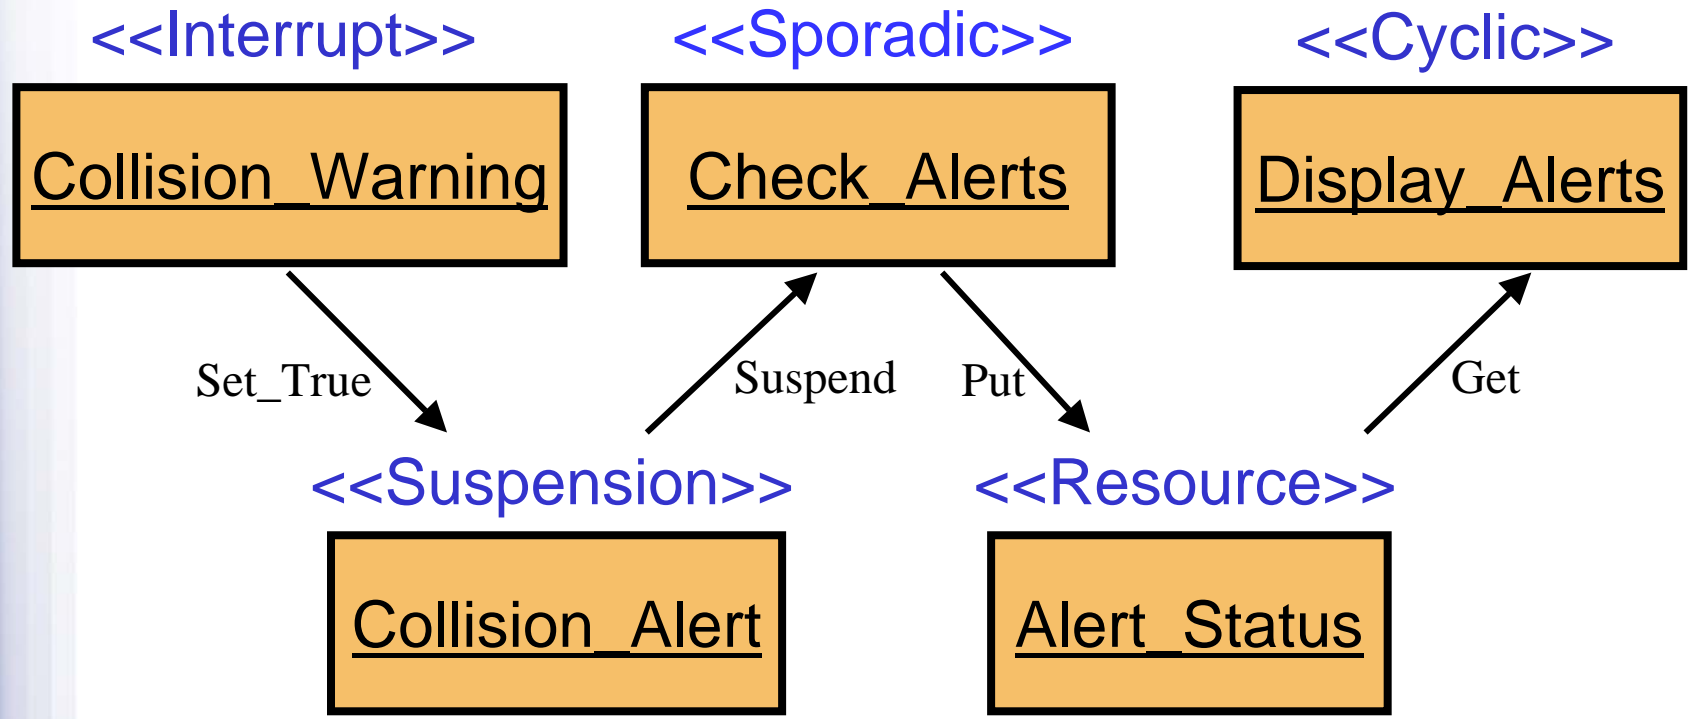 <<Interrupt>>
<<Sporadic>>
<<Cyclic>>
Collision_Warning
Check_Alerts
Display_Alerts
Set_True
Suspend
Put
Get
<<Suspension>>
<<Resource>>
Collision_Alert
Alert_Status